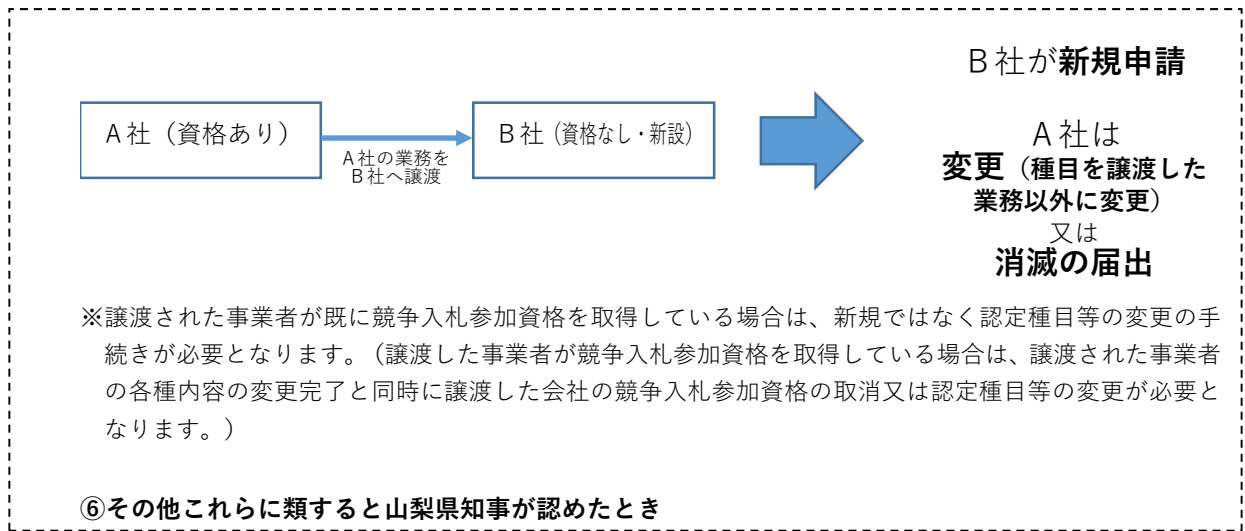 A社（資格あり）
A社の業務を
B社へ譲渡
B社（資格なし・新設）
B社が新規申請
A社は
変更（種目を譲渡した
業務以外に変更）
又は
消滅の届出
※譲渡された事業者が既に競争入札参加資格を取得している場合は、新規ではなく認定種目等の変更の手
続きが必要となります。（譲渡した事業者が競争入札参加資格を取得している場合は、譲渡された事業者
の各種内容の変更完了と同時に譲渡した会社の競争入札参加資格の取消又は認定種目等の変更が必要と
なります。）
⑥その他これらに類すると山梨県知事が認めたとき